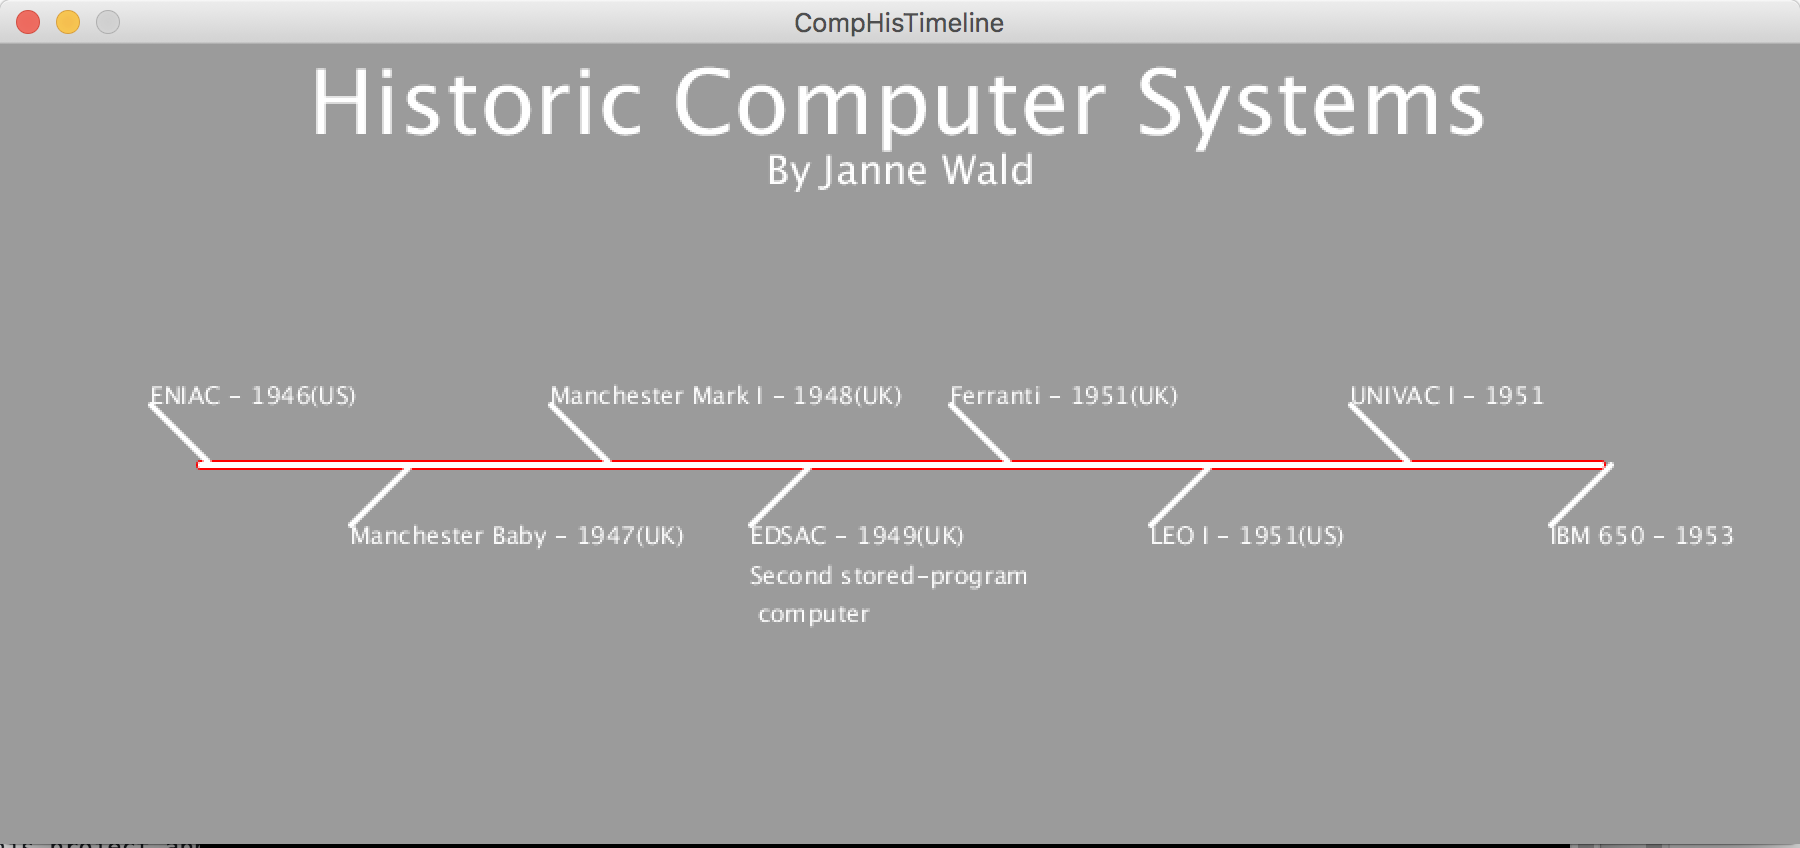 CompHisTimeline
Historic Computer Systems
By Janne Wald
ENIAC - 1946(US)
Manchester Mark I - 1948(UK)
Ferranti - 1951(UK)
UNIVAC I - 1951
Manchester Baby - 1947(UK)
EDSAC - 1949(UK)
Second stored-program
computer
LEO I - 1951(US)
IBM 650 - 1953